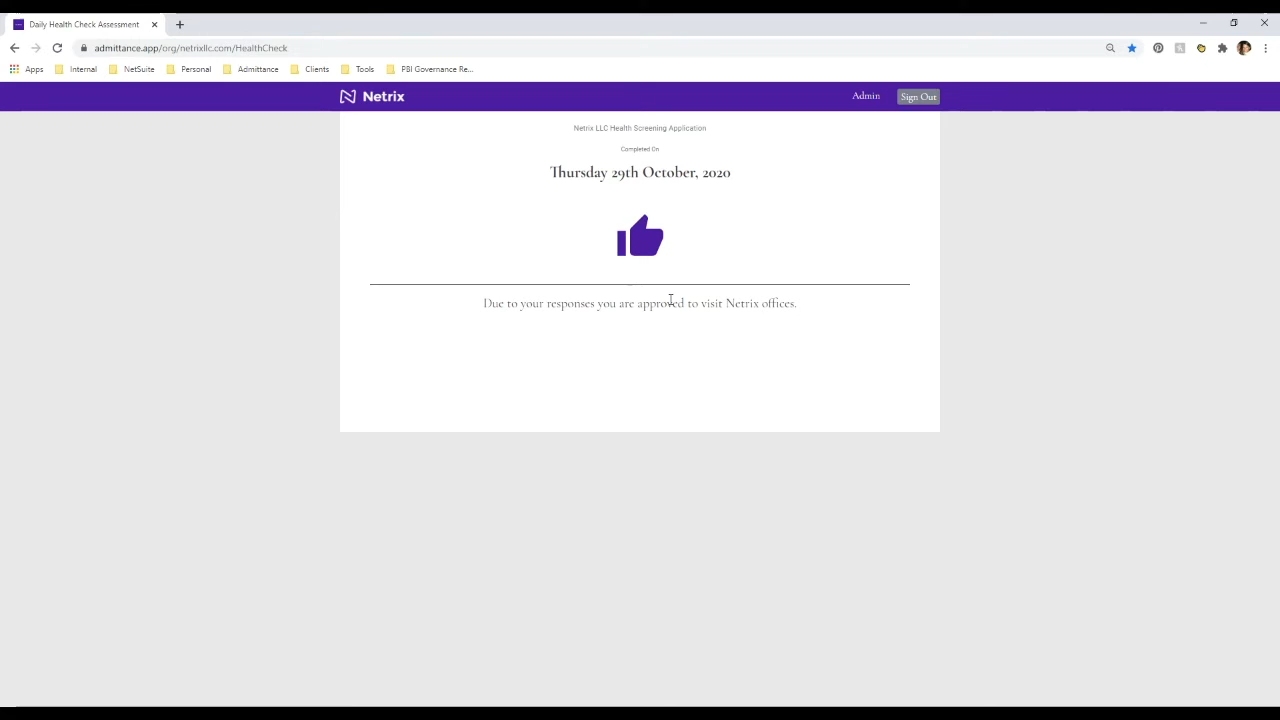 Daily Health Check Assessment
admittance.app/org/netrixllc.com/HealthCheck
Apps Internal NetSuite Personal Admittance Clients Tools PBI Governance Re...
Netrix Admin Sign Out
Netrix LLC Health Screening Application
Completed On
Thursday 29th October, 2020
Due to your responses you are approved to visit Netrix offices.